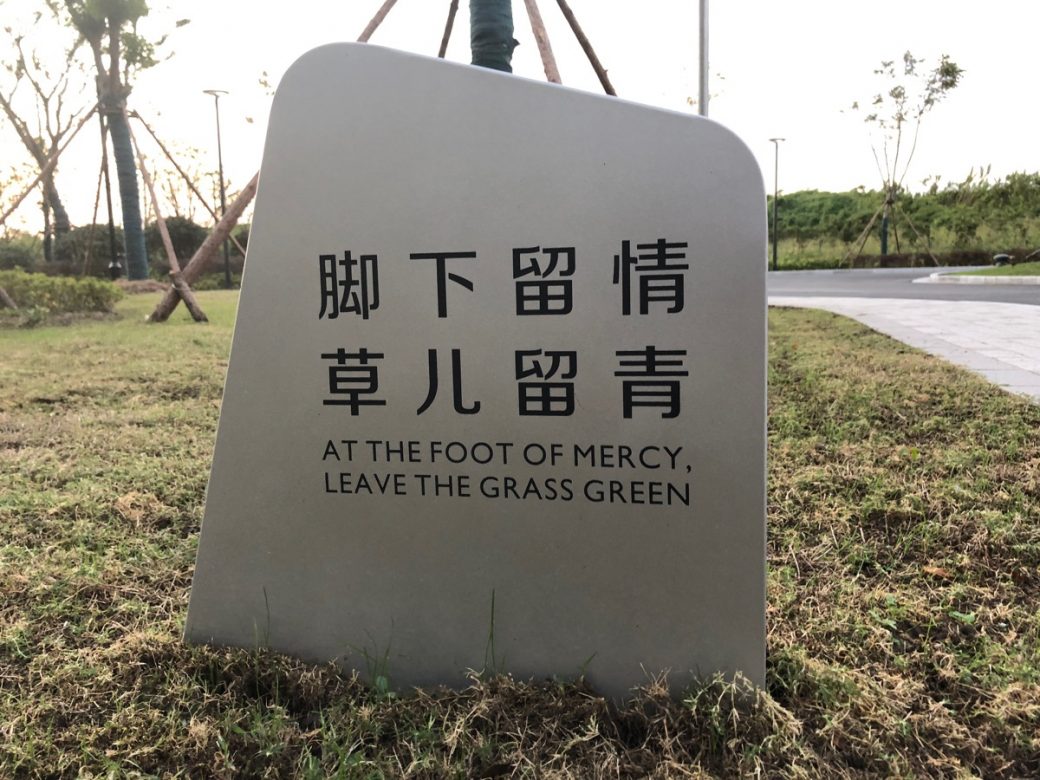 脚下留情
草儿留青
AT THE FOOT OF MERCY,
LEAVE THE GRASS GREEN